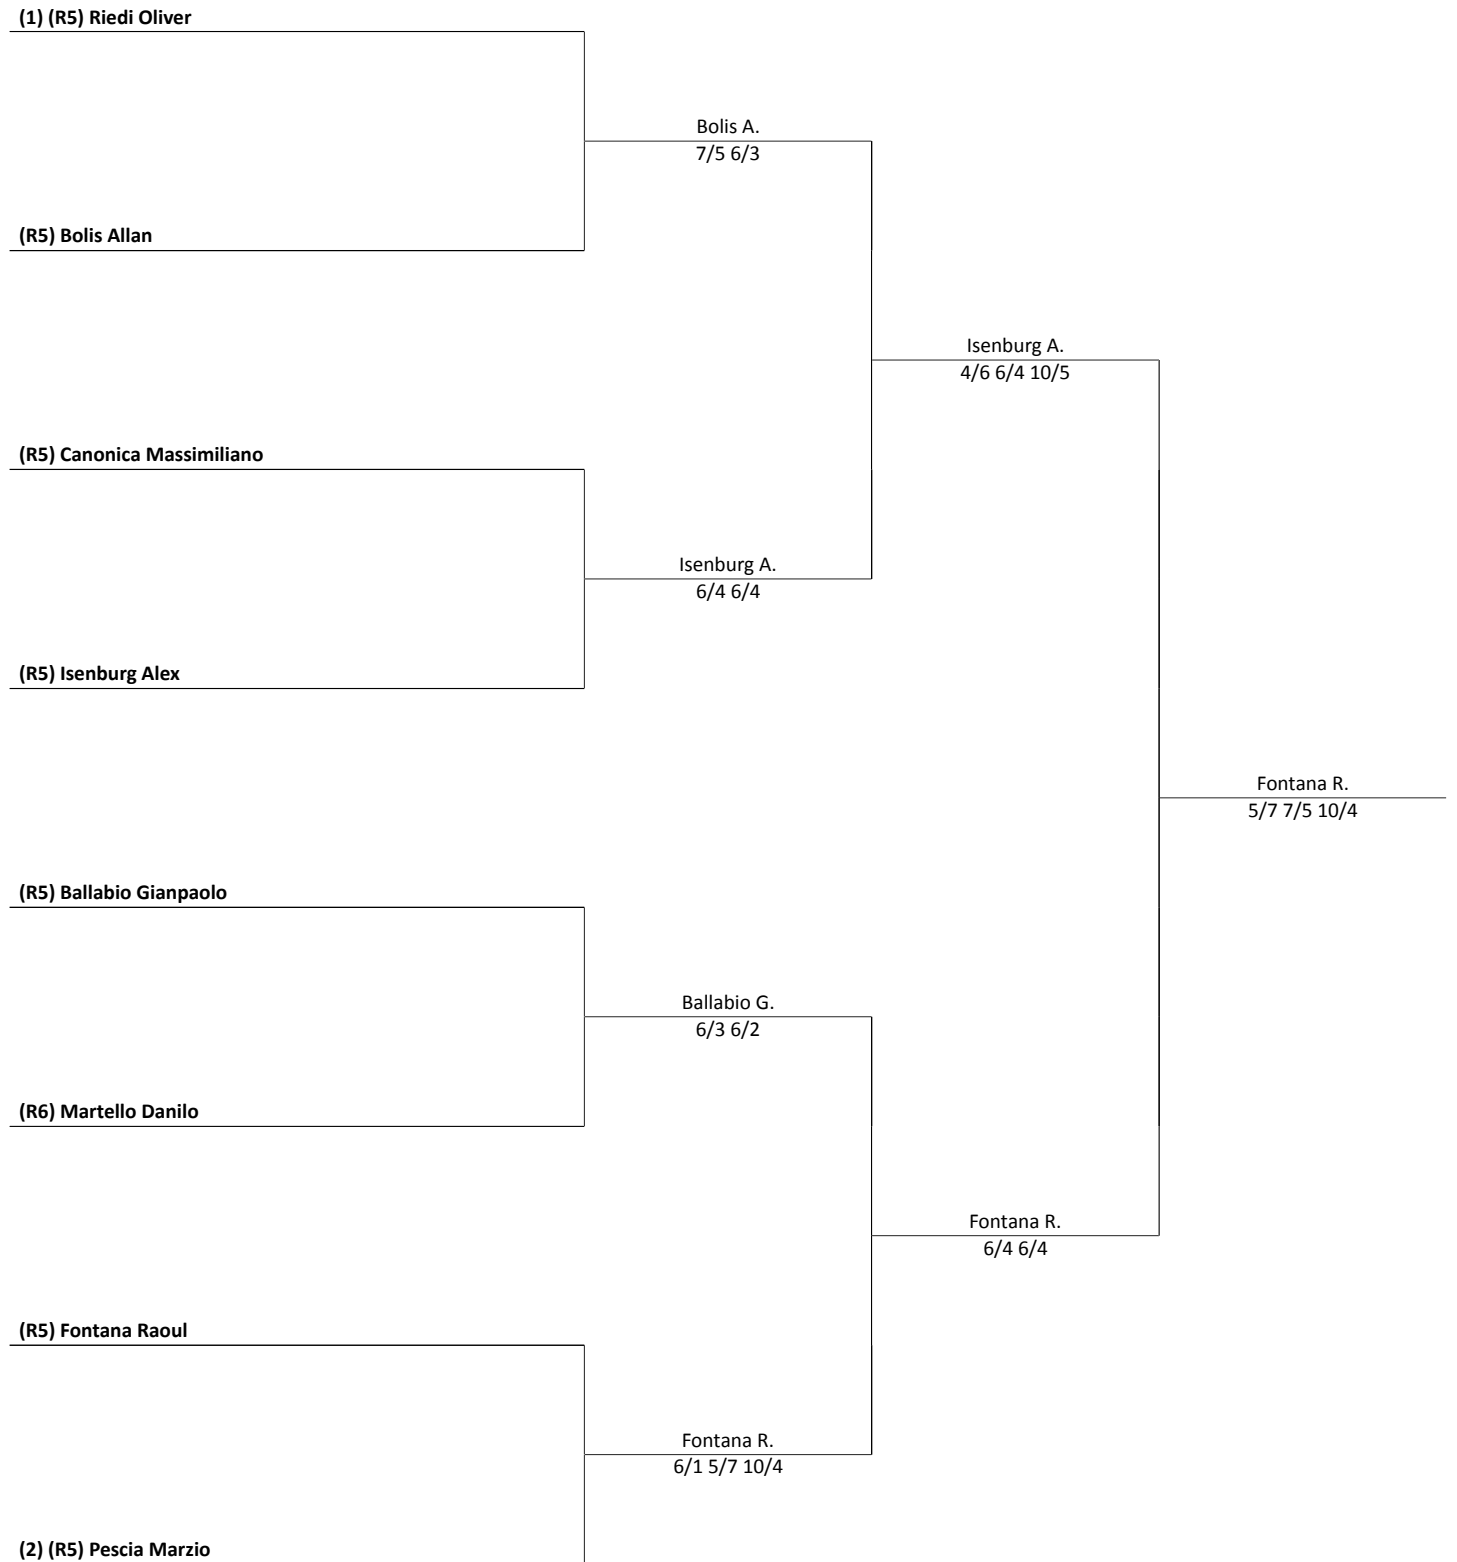 (1) (R5) Riedi Oliver
Bolis A.
7/5 6/3
(R5) Bolis Allan
Isenburg A.
4/6 6/4 10/5
(R5) Canonica Massimiliano
Isenburg A.
6/4 6/4
(R5) Isenburg Alex
Fontana R.
5/7 7/5 10/4
(R5) Ballabio Gianpaolo
Ballabio G.
6/3 6/2
(R6) Martello Danilo
Fontana R.
6/4 6/4
(R5) Fontana Raoul
Fontana R.
6/1 5/7 10/4
(2) (R5) Pescia Marzio